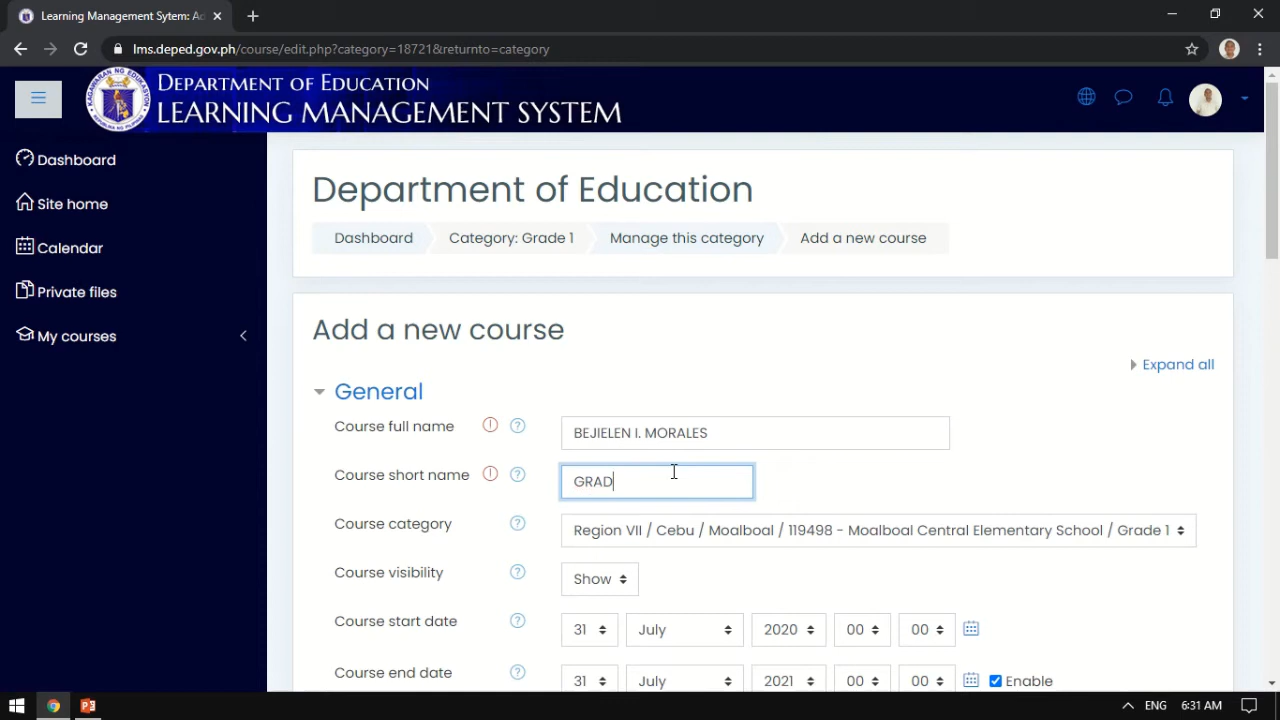 Learning Management System: Ad
lms.deped.gov.ph/course/edit.php?category=18721&returnto=category
DEPARTMENT OF EDUCATION
LEARNING MANAGEMENT SYSTEM
Dashboard
Site home
Calendar
Private files
My courses
Department of Education
Dashboard
Category: Grade 1
Manage this category
Add a new course
Add a new course
Expand all
General
Course full name
BEJIELEN I. MORALES
Course short name
GRAD
Course category
Region VII / Cebu / Moalboal / 119498 - Moalboal Central Elementary School / Grade 1
Course visibility
Show
Course start date
31 July 2020 00 00
Course end date
31 July 2021 00 00 Enable
ENG 6:31 AM